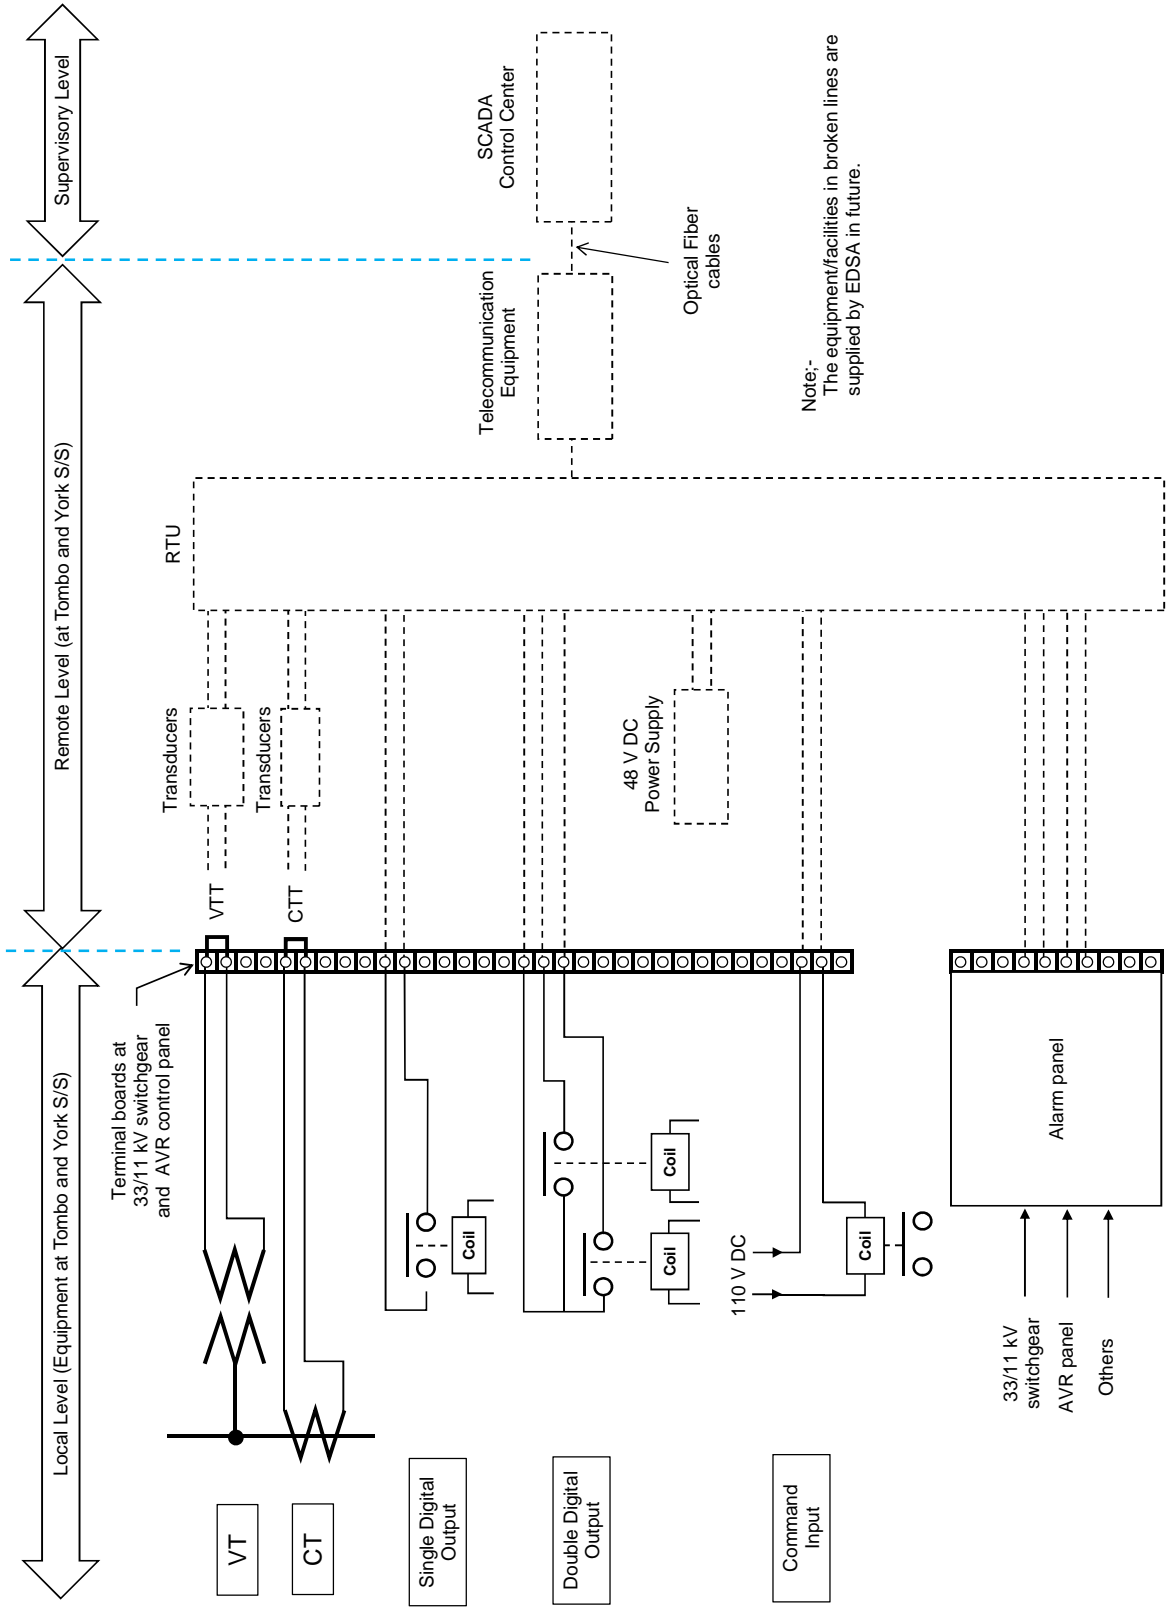 Local Level (Equipment at Tombo and York S/S)
Remote Level (at Tombo and York S/S)
Supervisory Level
Terminal boards at
33/11 kV switchgear
and AVR control panel
VT
VTT
Transducers
RTU
CT
CTT
Transducers
Single Digital
Output
Coil
Telecommunication
Equipment
SCADA
Control Center
Double Digital
Output
Coil
Coil
48 V DC
Power Supply
Optical Fiber
cables
110 V DC
Command
Input
Coil
Note;-
The equipment/facilities in broken lines are
supplied by EDSA in future.
33/11 kV
switchgear
AVR panel
Others
Alarm panel